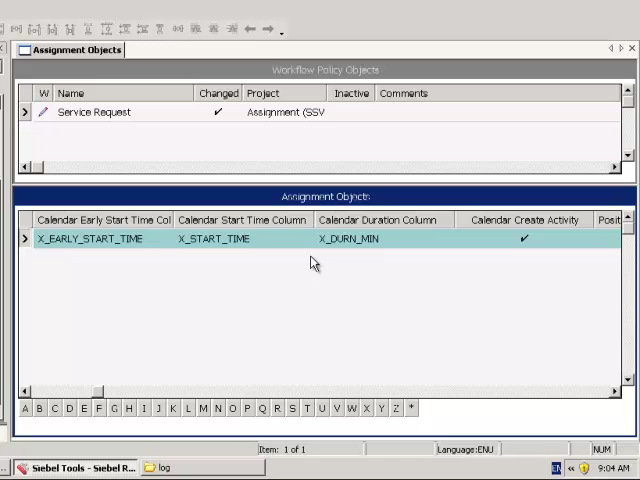 Assignment Objects
Workflow Policy Objects
W Name Changed Project Inactive Comments
Service Request ✓ Assignment (SSV
Assignment Objects
Calendar Early Start Time Col Calendar Start Time Column Calendar Duration Column Calendar Create Activity Posit
X_EARLY_START_TIME X_START_TIME X_DURN_MIN ✓
A B C D E F G H I J K L M N O P Q R S T U V W X Y Z *
Item: 1 of 1 Language:ENU NUM
... Siebel Tools - Siebel R... log EN « 9:04 AM